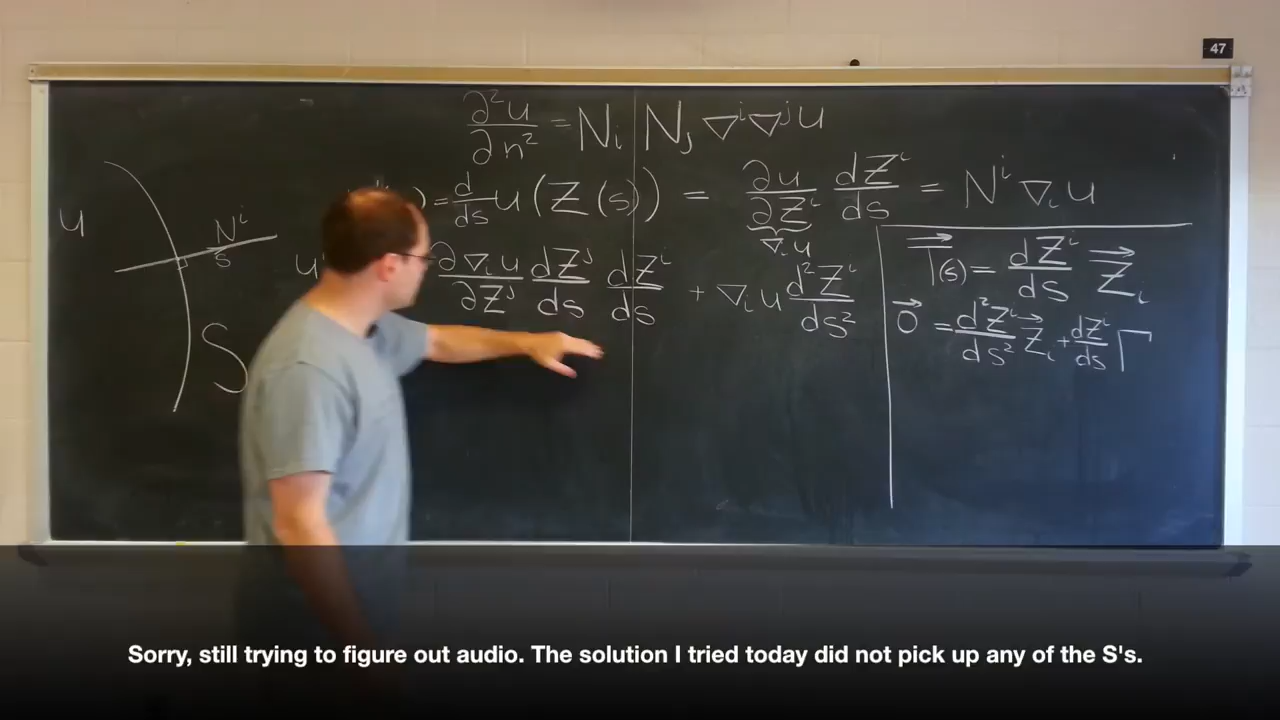 47
∂²u/∂n² = Nᵢ Nⱼ ∇ⁱ∇ʲu
) = d/ds u(Z(s)) = ∂u/∂Zⁱ dZⁱ/ds = Nⁱ ∇ᵢ u
∇ᵢu
u
Nⁱ
s
S
u
∂∇ᵢu/∂Zʲ dZʲ/ds dZⁱ/ds + ∇ᵢu d²Zⁱ/ds²
T(s) = dZⁱ/ds Zᵢ
0 = d²Zⁱ/ds² Zᵢ + dZⁱ/ds Γ
Sorry, still trying to figure out audio. The solution I tried today did not pick up any of the S's.